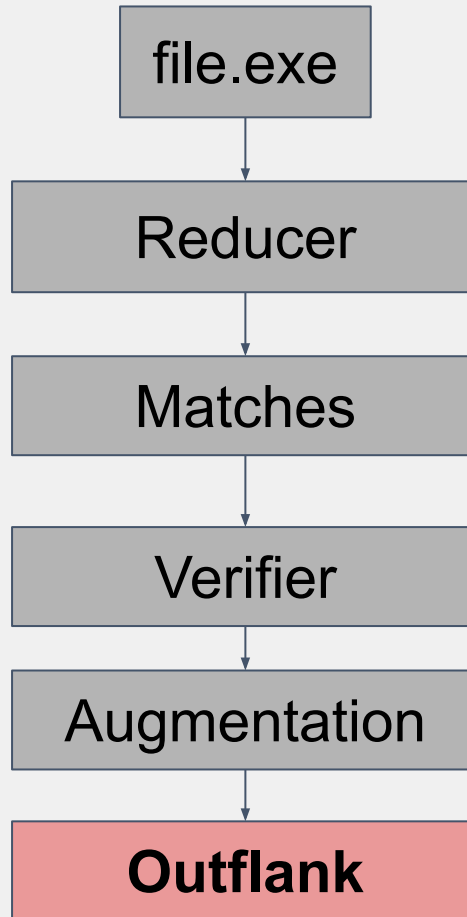 file.exe
Reducer
Matches
Verifier
Augmentation
Outflank